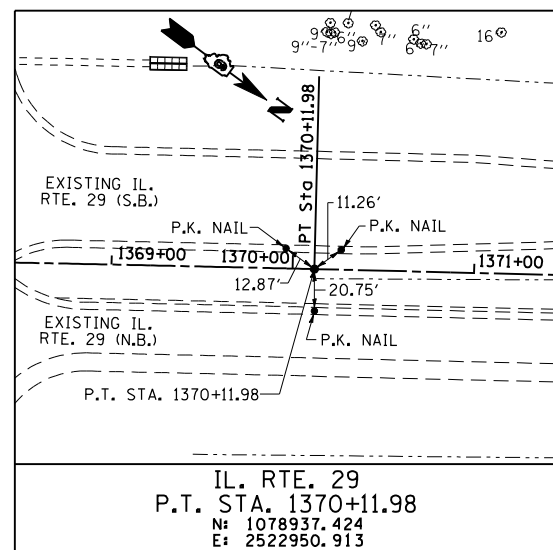 9
6''
7''
6''
16
9''-7''
9
6
7''
N
PT Sta 1370+11.98
EXISTING IL.
RTE. 29 (S.B.)
11.26'
P.K. NAIL
P.K. NAIL
1369+00
1370+00
1371+00
12.87'
20.75'
EXISTING IL.
RTE. 29 (N.B.)
P.K. NAIL
P.T. STA. 1370+11.98
IL. RTE. 29
P.T. STA. 1370+11.98
N: 1078937.424
E: 2522950.913